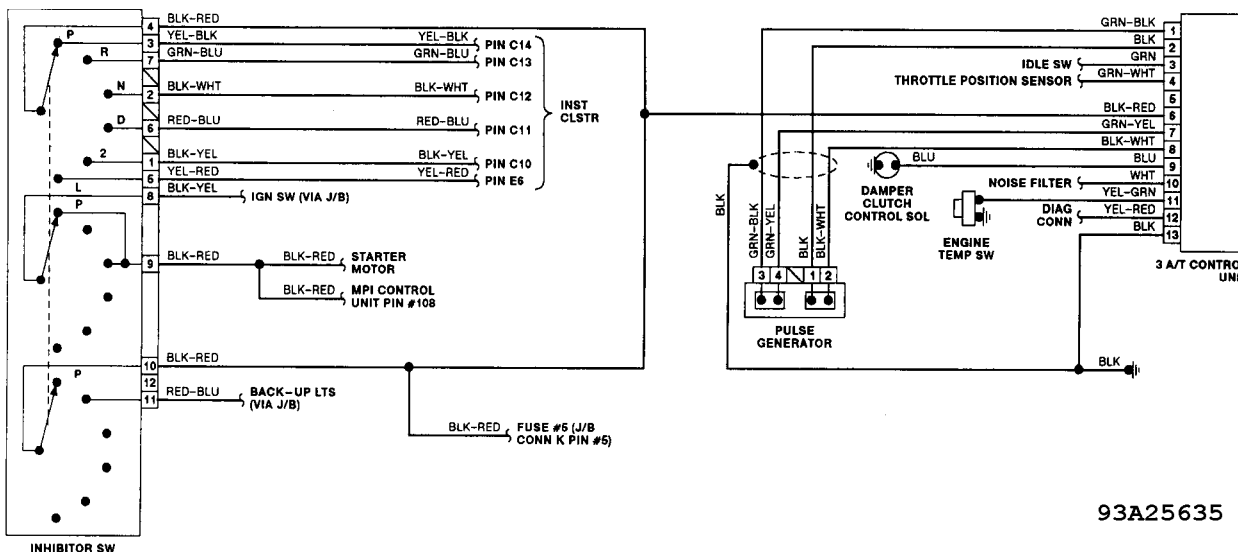 4 BLK-RED
P
3 YEL-BLK YEL-BLK PIN C14
R
7 GRN-BLU GRN-BLU PIN C13
N
2 BLK-WHT BLK-WHT PIN C12
D
6 RED-BLU RED-BLU PIN C11
2
1 BLK-YEL BLK-YEL PIN C10
5 YEL-RED YEL-RED PIN E6
INST
CLSTR
L
8 BLK-YEL IGN SW (VIA J/B)
P
9 BLK-RED BLK-RED STARTER
MOTOR
BLK-RED MPI CONTROL
UNIT PIN #108
10 BLK-RED
P
12
11 RED-BLU BACK-UP LTS
(VIA J/B)
BLK-RED FUSE #5 (J/B
CONN K PIN #5)
INHIBITOR SW
GRN-BLK 1
BLK 2
IDLE SW GRN 3
THROTTLE POSITION SENSOR GRN-WHT 4
5
BLK-RED 6
GRN-YEL 7
BLK-WHT 8
BLU BLU 9
DAMPER
CLUTCH
CONTROL SOL
NOISE FILTER WHT 10
YEL-GRN 11
ENGINE
TEMP SW
DIAG
CONN
YEL-RED 12
BLK 13
3 A/T CONTRO
UNI
BLK
GRN-BLK
GRN-YEL
BLK
BLK-WHT
3 4 1 2
PULSE
GENERATOR
BLK
93A25635